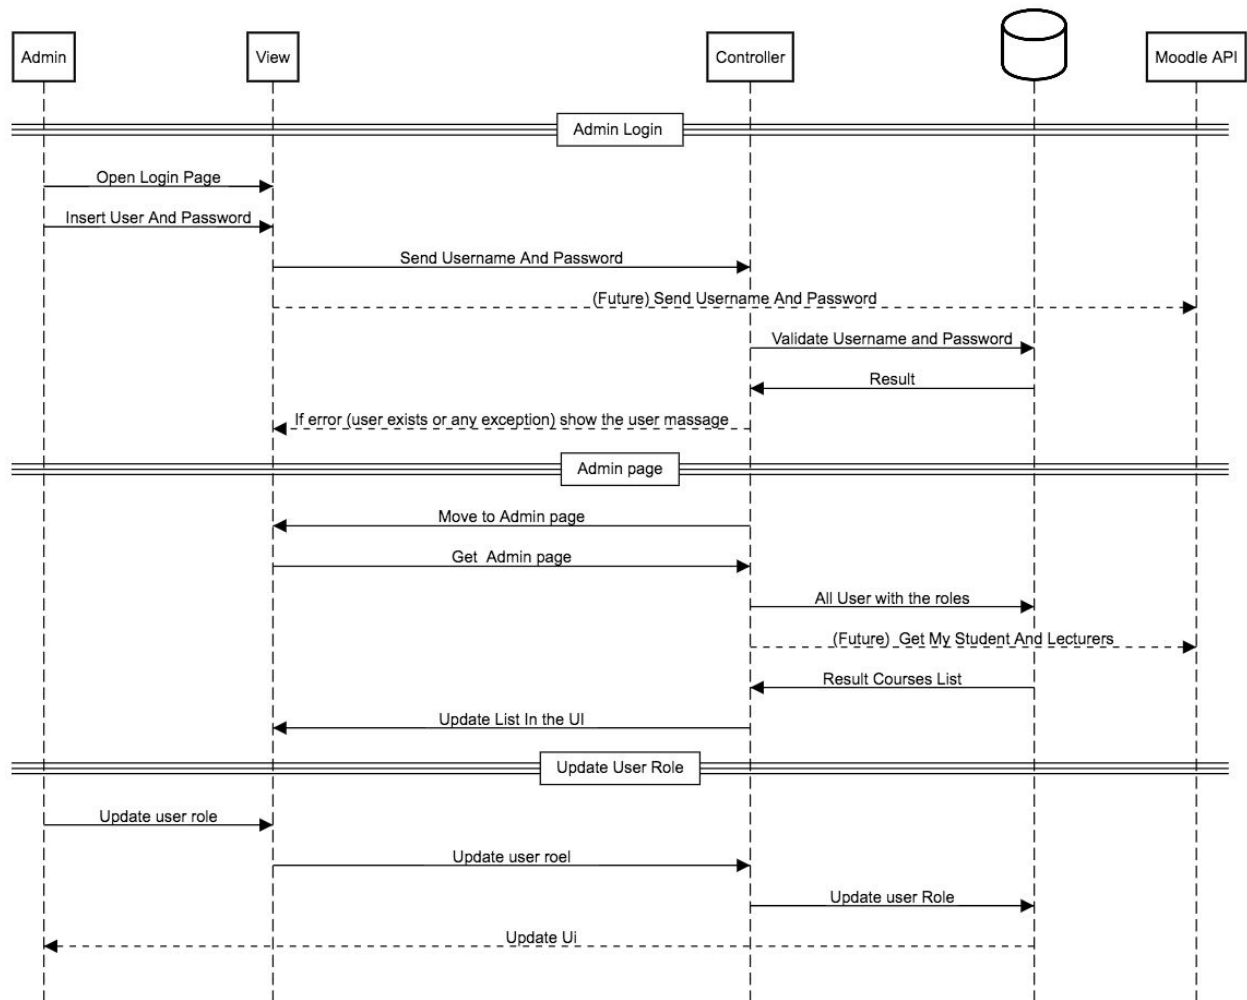 Admin
View
Controller
Moodle API
Admin Login
Open Login Page
Insert User And Password
Send Username And Password
(Future) Send Username And Password
Validate Username and Password
Result
If error (user exists or any exception) show the user massage
Admin page
Move to Admin page
Get  Admin page
All User with the roles
(Future)  Get My Student And Lecturers
Result Courses List
Update List In the UI
Update User Role
Update user role
Update user roel
Update user Role
Update Ui